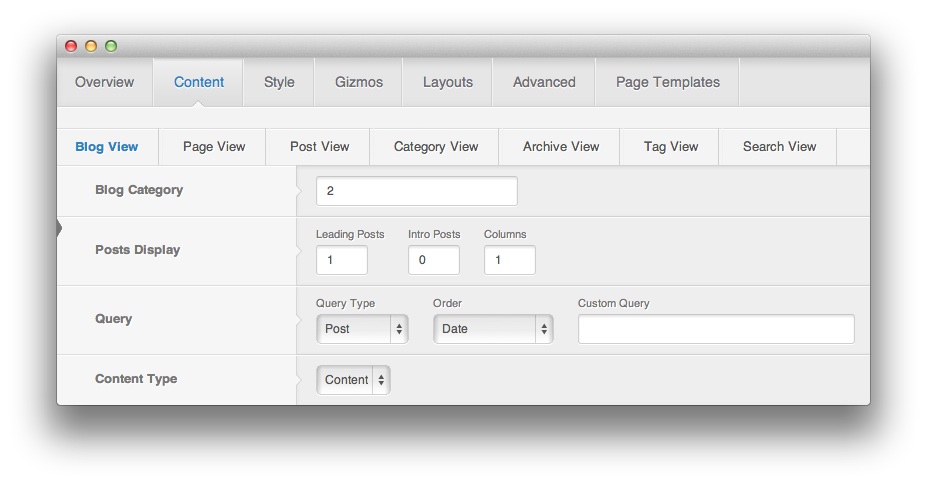 Overview Content Style Gizmos Layouts Advanced Page Templates
Blog View Page View Post View Category View Archive View Tag View Search View
Blog Category 2
Leading Posts Intro Posts Columns
Posts Display 1 0 1
Query Type Order Custom Query
Query Post Date
Content Type Content